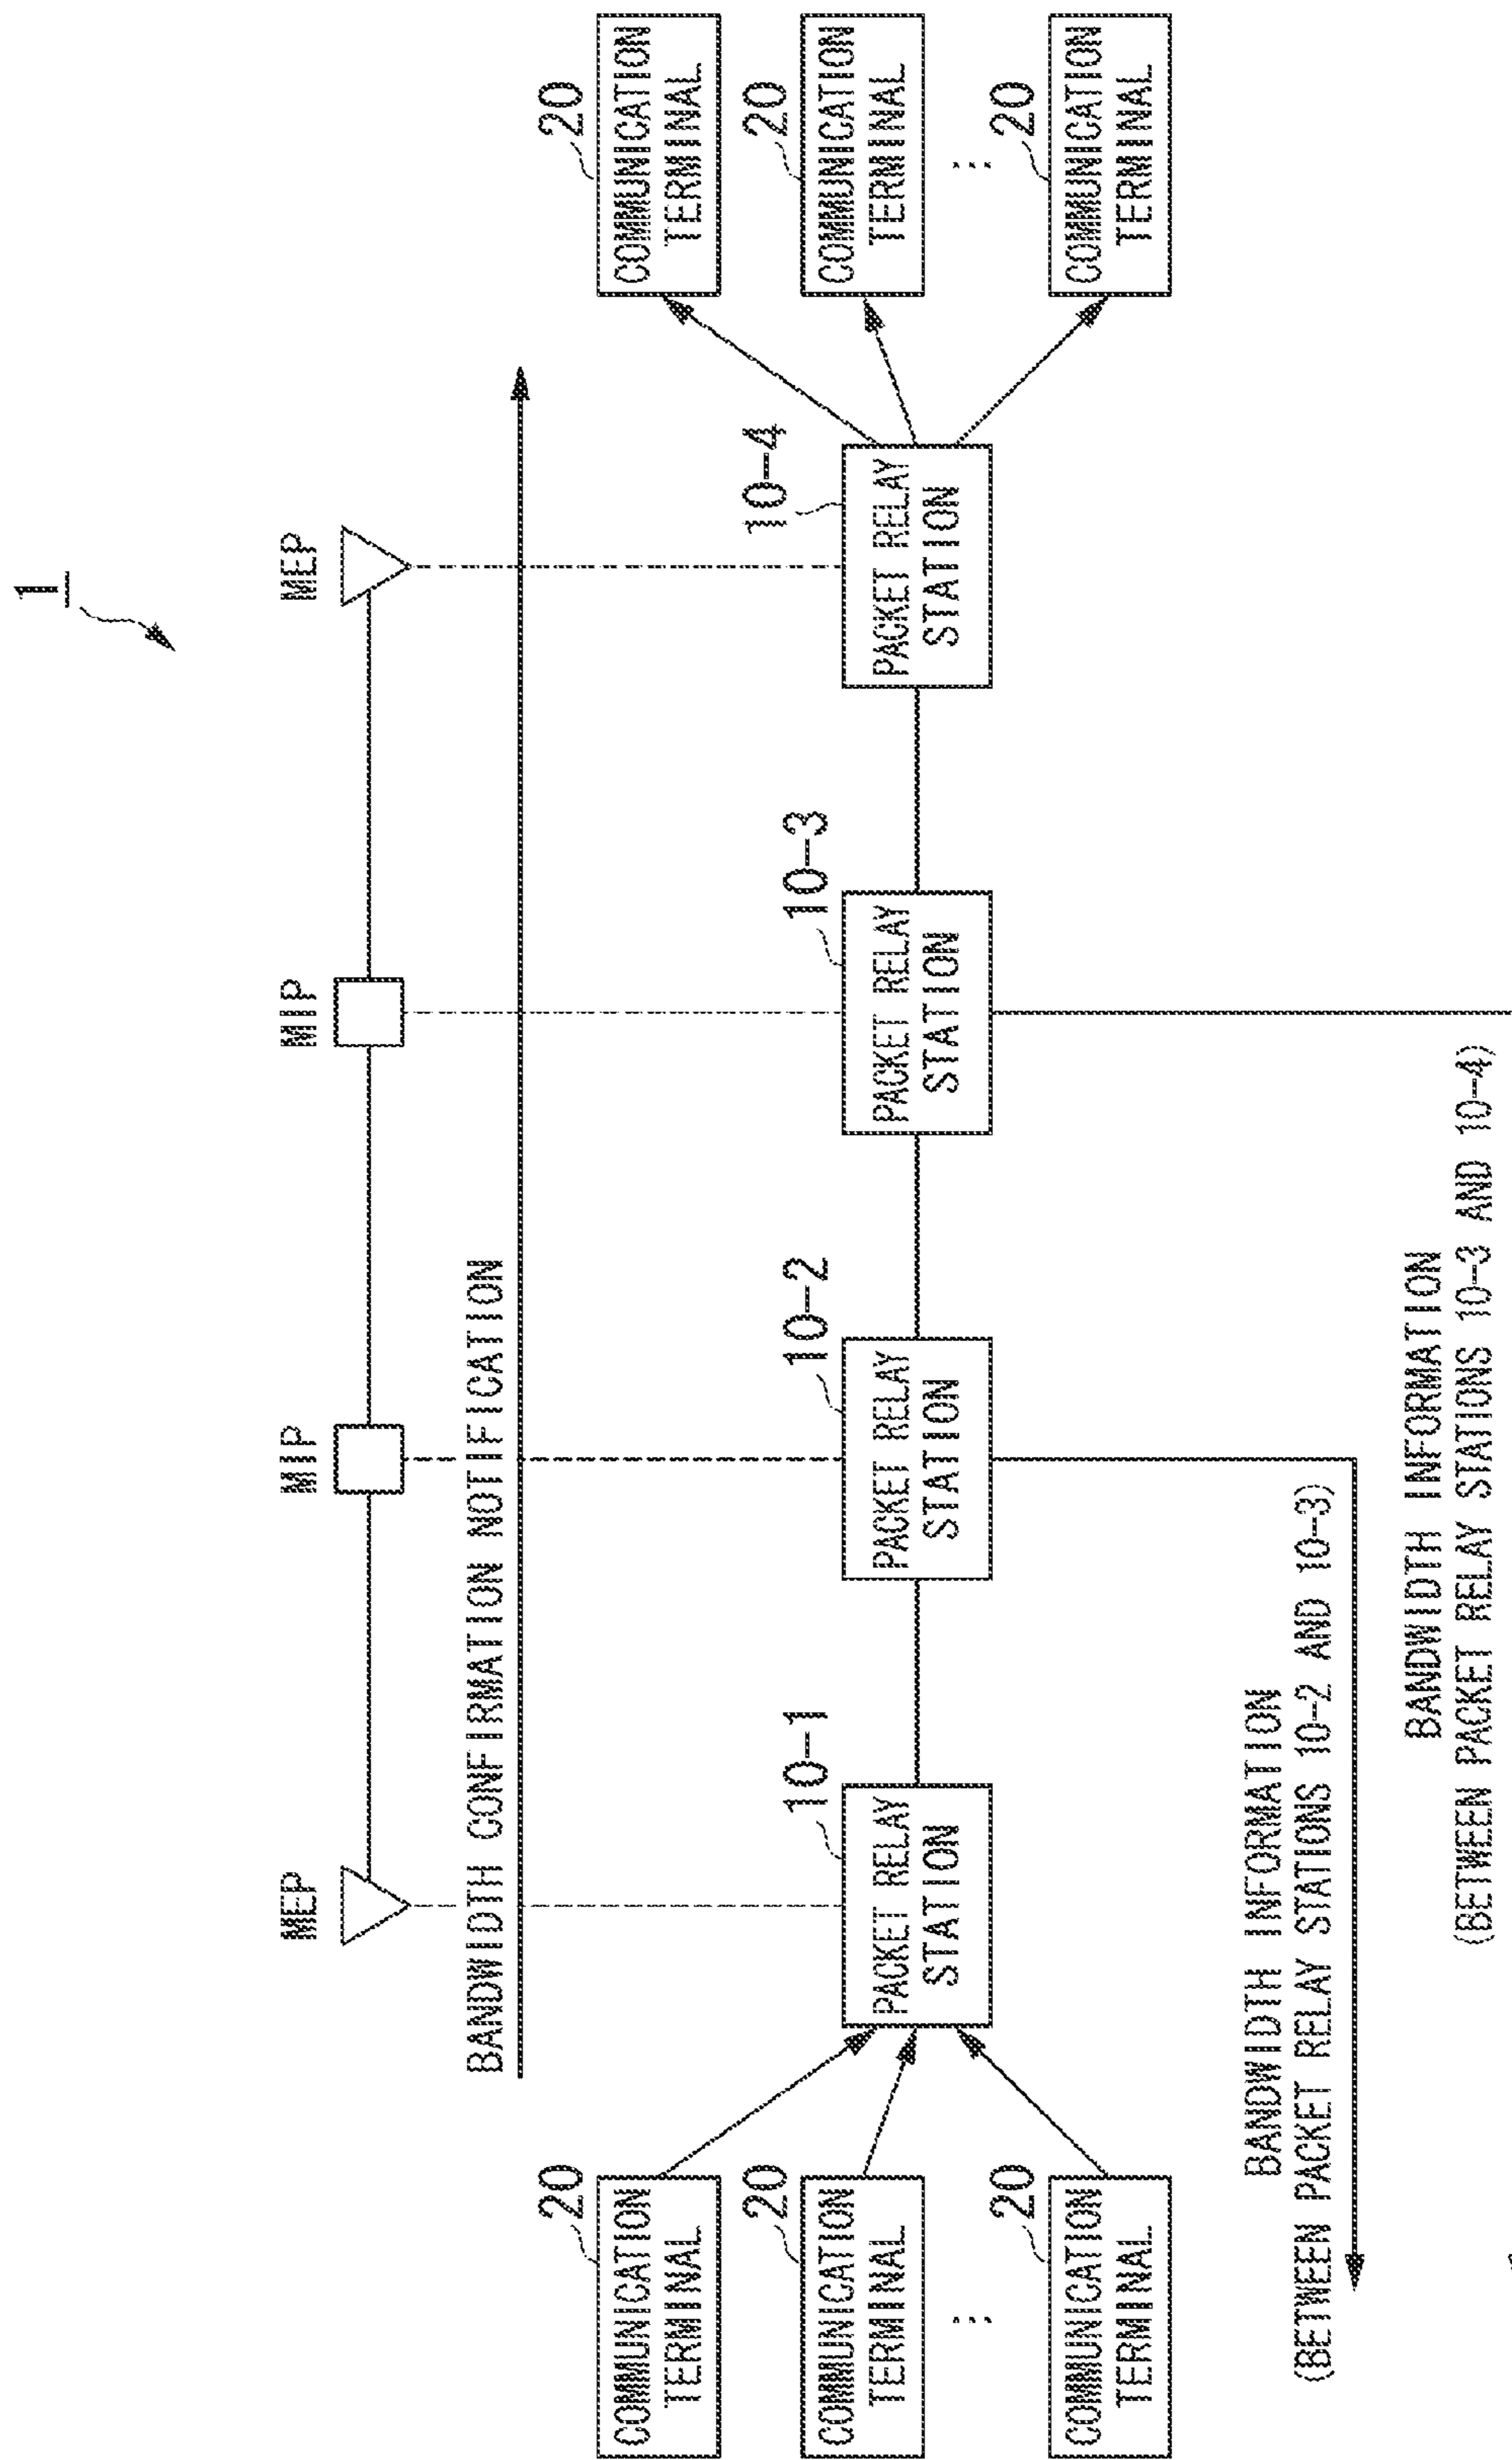 1
MEP
MIP
MIP
MEP
BANDWIDTH CONFIRMATION NOTIFICATION
20
COMMUNICATION
TERMINAL
20
COMMUNICATION
TERMINAL
20
COMMUNICATION
TERMINAL
10-1
PACKET RELAY
STATION
10-2
PACKET RELAY
STATION
10-3
PACKET RELAY
STATION
10-4
PACKET RELAY
STATION
20
COMMUNICATION
TERMINAL
20
COMMUNICATION
TERMINAL
20
COMMUNICATION
TERMINAL
BANDWIDTH INFORMATION
(BETWEEN PACKET RELAY STATIONS 10-2 AND 10-3)
BANDWIDTH INFORMATION
(BETWEEN PACKET RELAY STATIONS 10-3 AND 10-4)